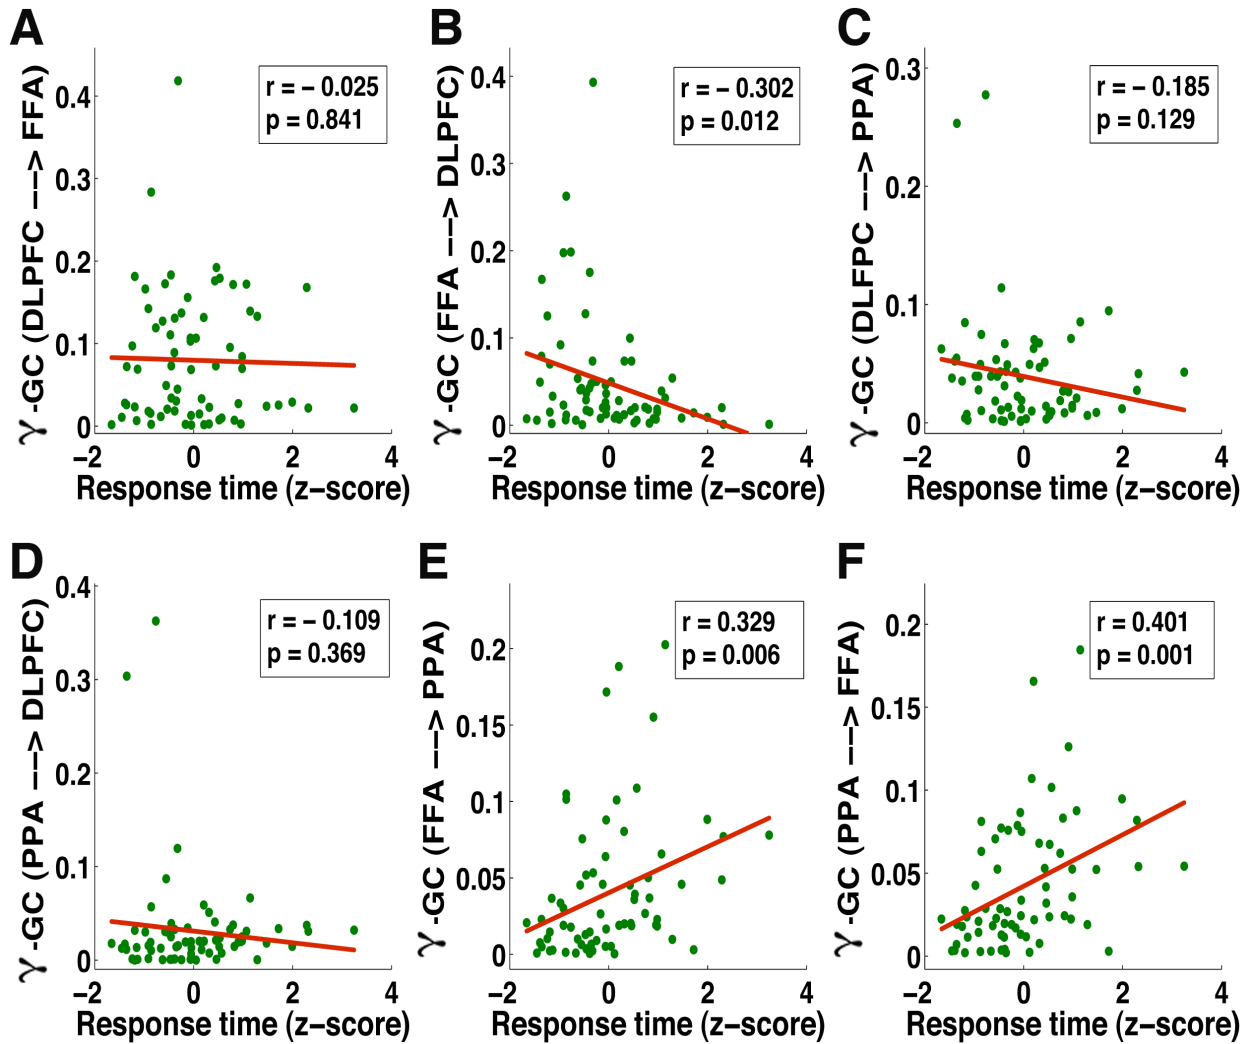 A
γ-GC (DLPFC ––> FFA)
0.4
0.3
0.2
0.1
0
r = − 0.025
p = 0.841
−2 0 2 4
Response time (z−score)
B
γ-GC (FFA ––> DLPFC)
0.4
0.3
0.2
0.1
0
r = − 0.302
p = 0.012
−2 0 2 4
Response time (z−score)
C
γ-GC (DLFPC ––> PPA)
0.3
0.2
0.1
0
r = − 0.185
p = 0.129
−2 0 2 4
Response time (z−score)
D
γ-GC (PPA ––> DLPFC)
0.4
0.3
0.2
0.1
0
r = − 0.109
p = 0.369
−2 0 2 4
Response time (z−score)
E
γ-GC (FFA ––> PPA)
0.2
0.15
0.1
0.05
0
r = 0.329
p = 0.006
−2 0 2 4
Response time (z−score)
F
γ-GC (PPA ––> FFA)
0.2
0.15
0.1
0.05
0
r = 0.401
p = 0.001
−2 0 2 4
Response time (z−score)